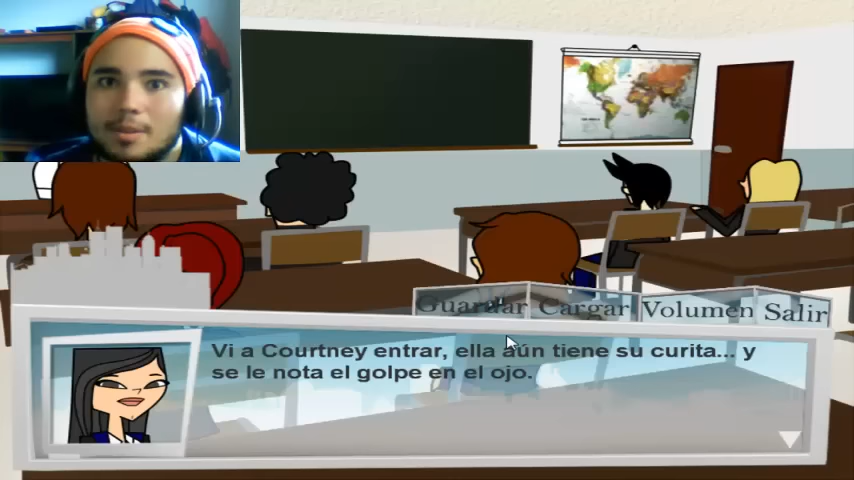 Guardar Cargar Volumen Salir
Vi a Courtney entrar, ella aún tiene su curita... y
se le nota el golpe en el ojo.